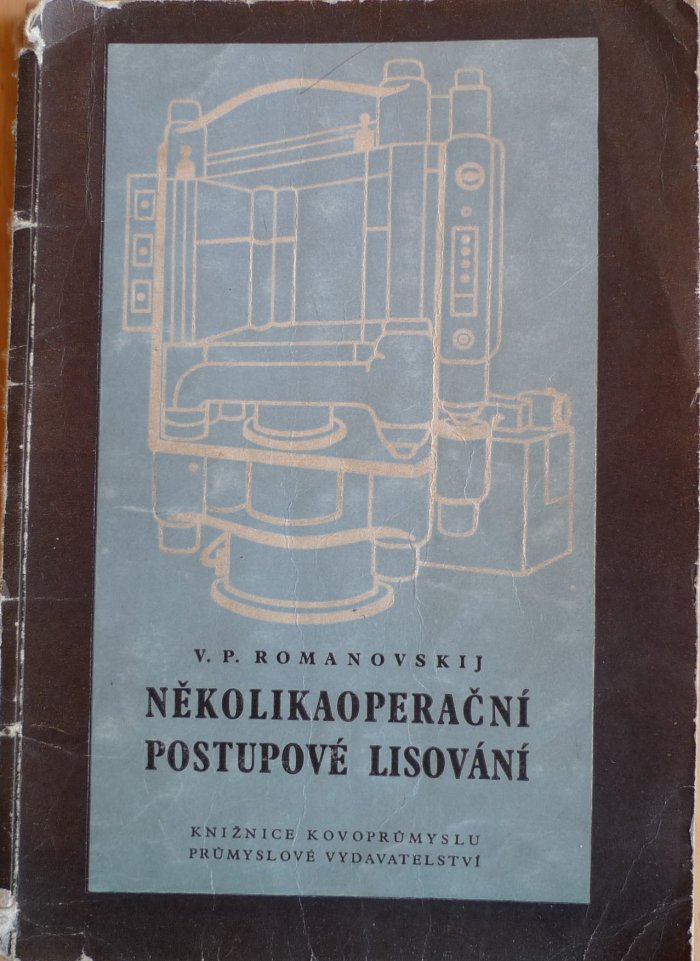 V. P. ROMANOVSKIJ
NĚKOLIKAOPERAČNÍ
POSTUPOVÉ LISOVÁNÍ
KNIŽNICE KOVOPRŮMYSLU
PRŮMYSLOVÉ VYDAVATELSTVÍ